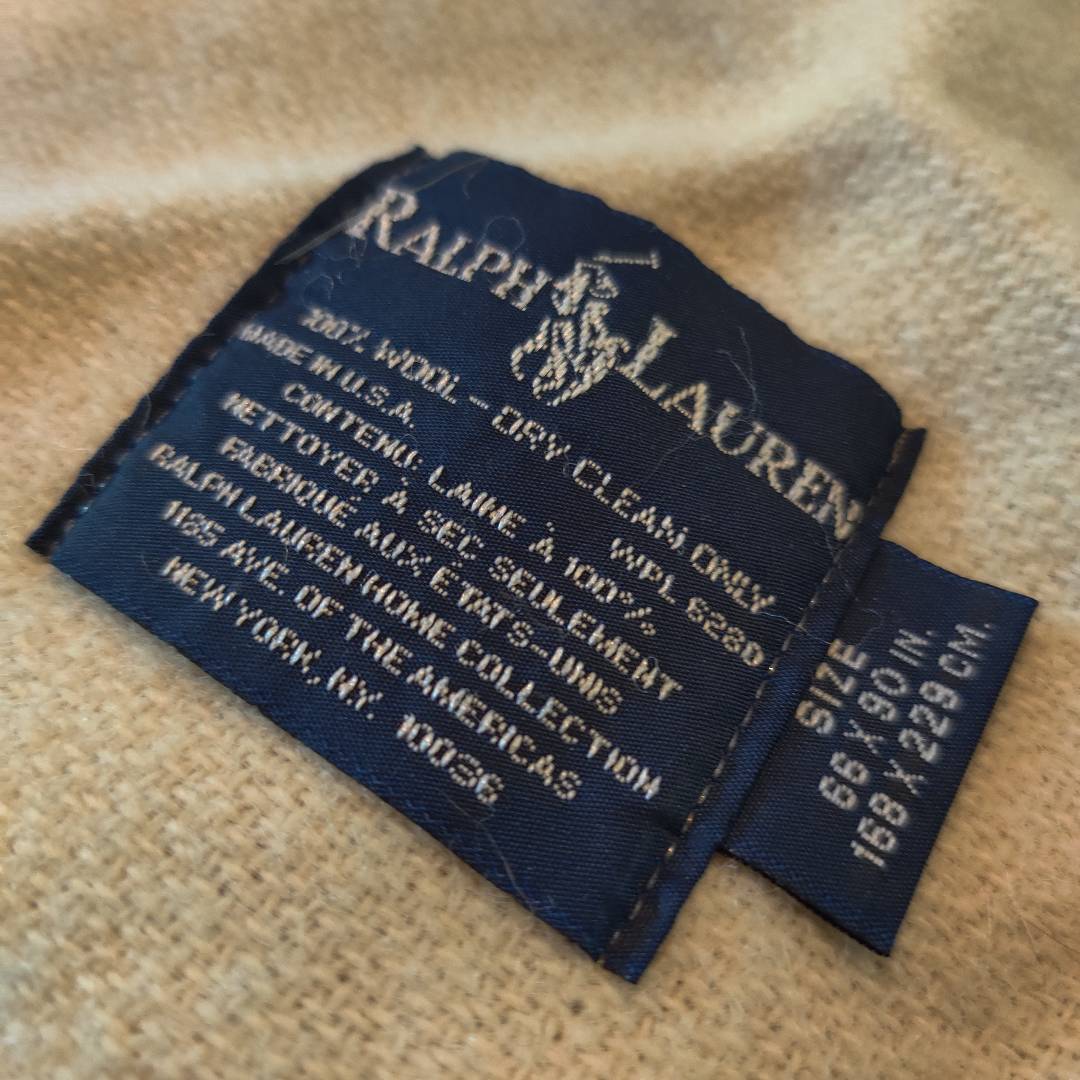 RALPH LAUREN
100% WOOL – DRY CLEAN ONLY
MADE IN U.S.A. WPL 6280
CONTENU: LAINE À 100%
NETTOYER À SEC SEULEMENT
FABRIQUÉ AUX ÉTATS–UNIS
RALPH LAUREN HOME COLLECTION
1185 AVE. OF THE AMERICAS
NEW YORK, NY. 10036
SIZE
66 X 90 IN.
168 X 229 CM.